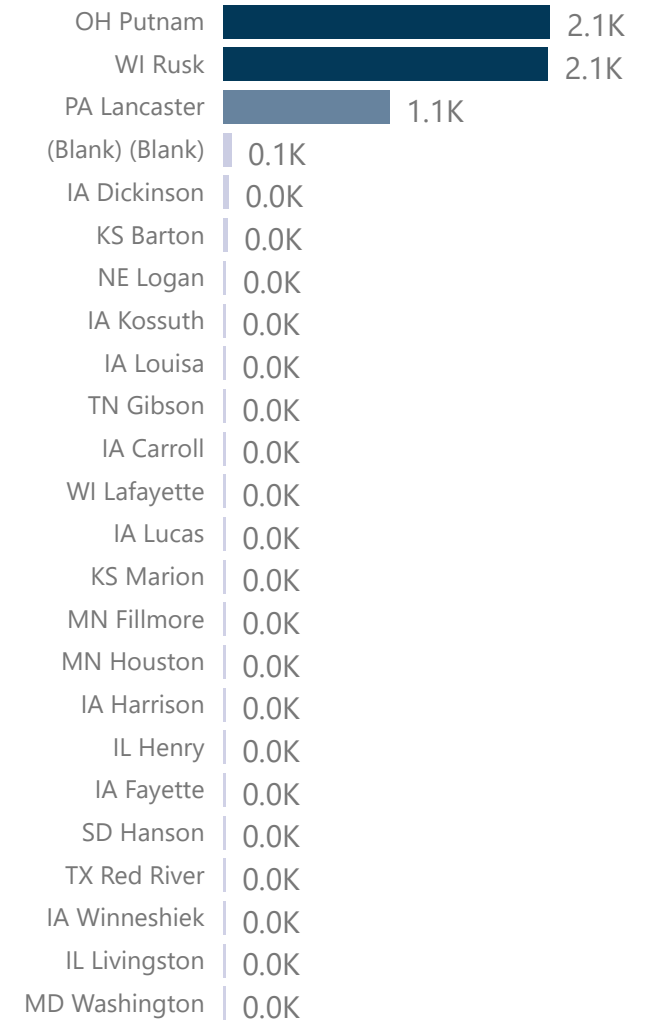 OH Putnam 2.1K
WI Rusk 2.1K
PA Lancaster 1.1K
(Blank) (Blank) 0.1K
IA Dickinson 0.0K
KS Barton 0.0K
NE Logan 0.0K
IA Kossuth 0.0K
IA Louisa 0.0K
TN Gibson 0.0K
IA Carroll 0.0K
WI Lafayette 0.0K
IA Lucas 0.0K
KS Marion 0.0K
MN Fillmore 0.0K
MN Houston 0.0K
IA Harrison 0.0K
IL Henry 0.0K
IA Fayette 0.0K
SD Hanson 0.0K
TX Red River 0.0K
IA Winneshiek 0.0K
IL Livingston 0.0K
MD Washington 0.0K